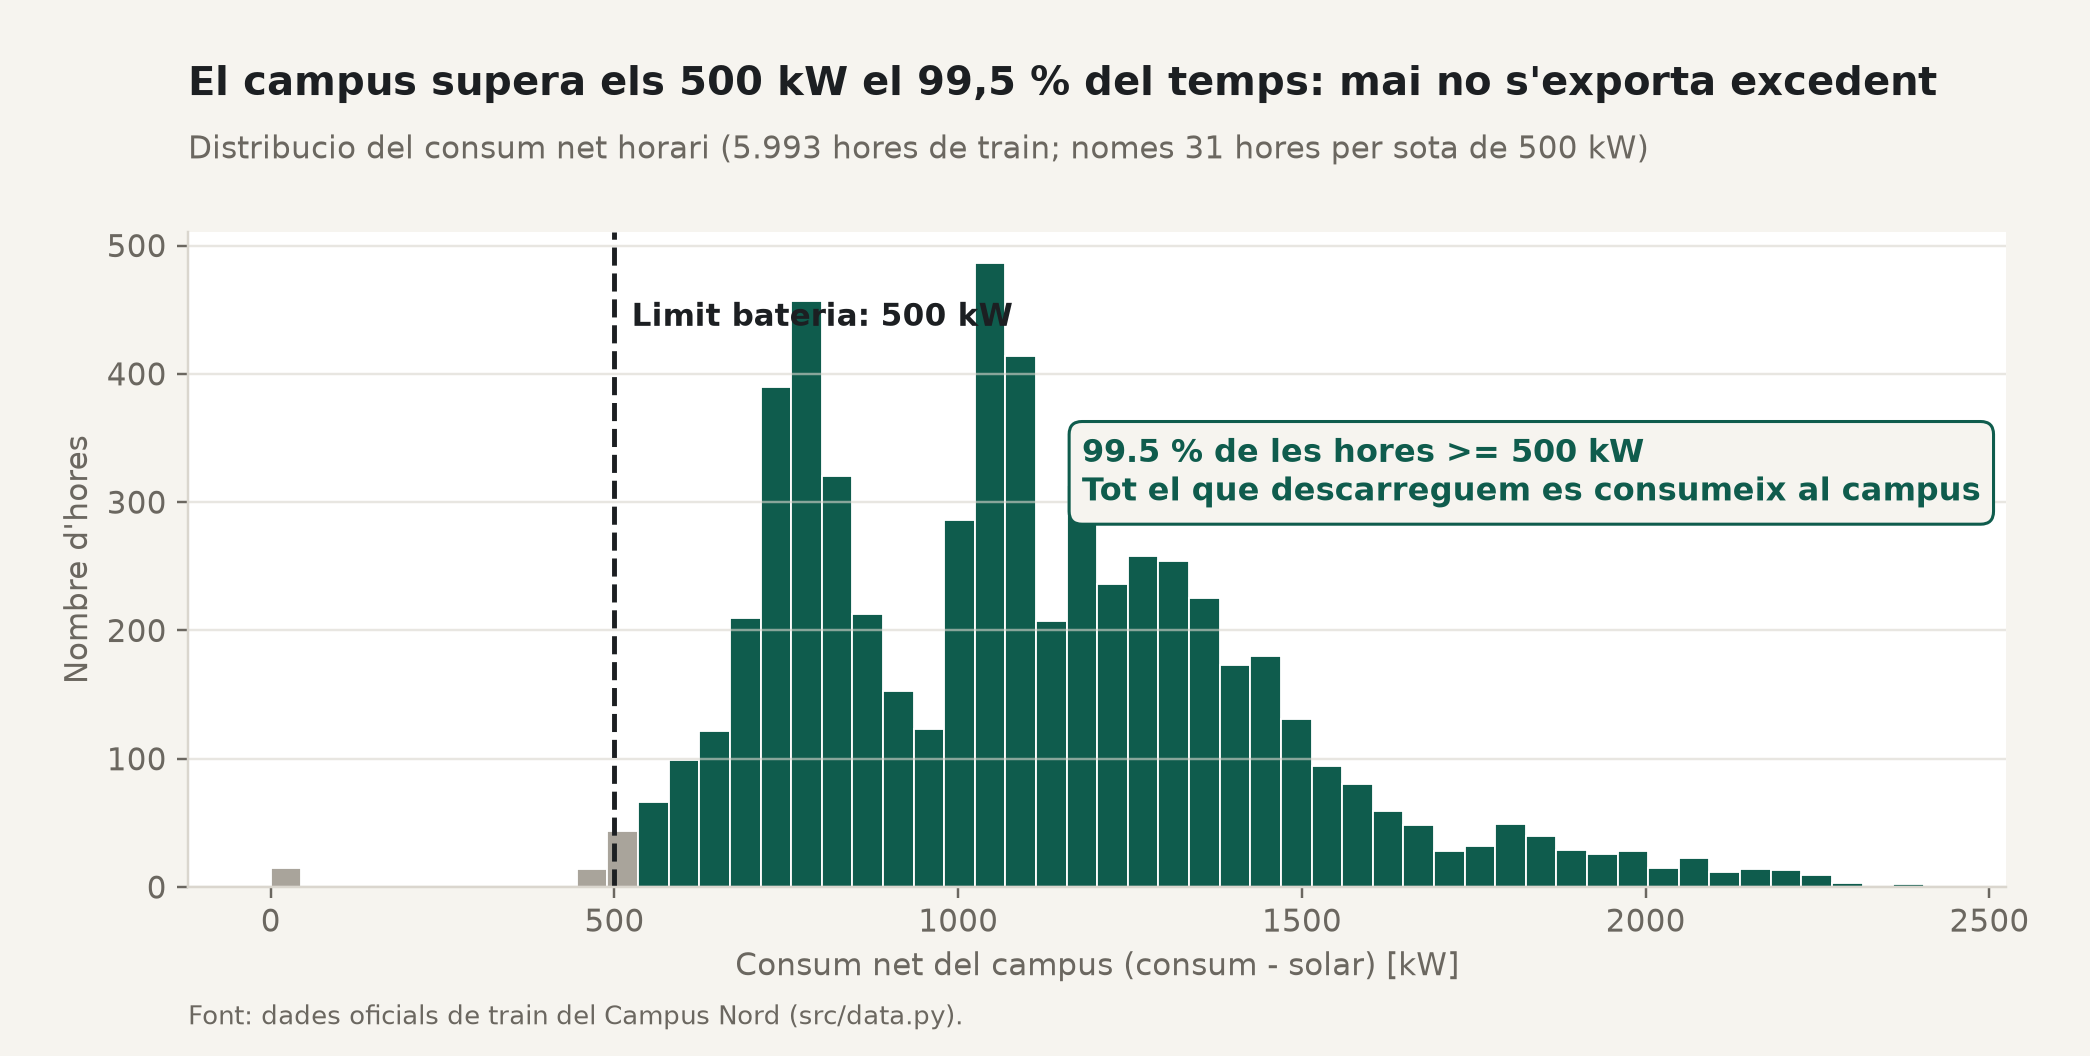 El campus supera els 500 kW el 99,5 % del temps: mai no s'exporta excedent
Distribucio del consum net horari (5.993 hores de train; nomes 31 hores per sota de 500 kW)
Nombre d'hores
500
400
300
200
100
0
Limit bateria: 500 kW
99.5 % de les hores >= 500 kW
Tot el que descarreguem es consumeix al campus
0 500 1000 1500 2000 2500
Consum net del campus (consum - solar) [kW]
Font: dades oficials de train del Campus Nord (src/data.py).